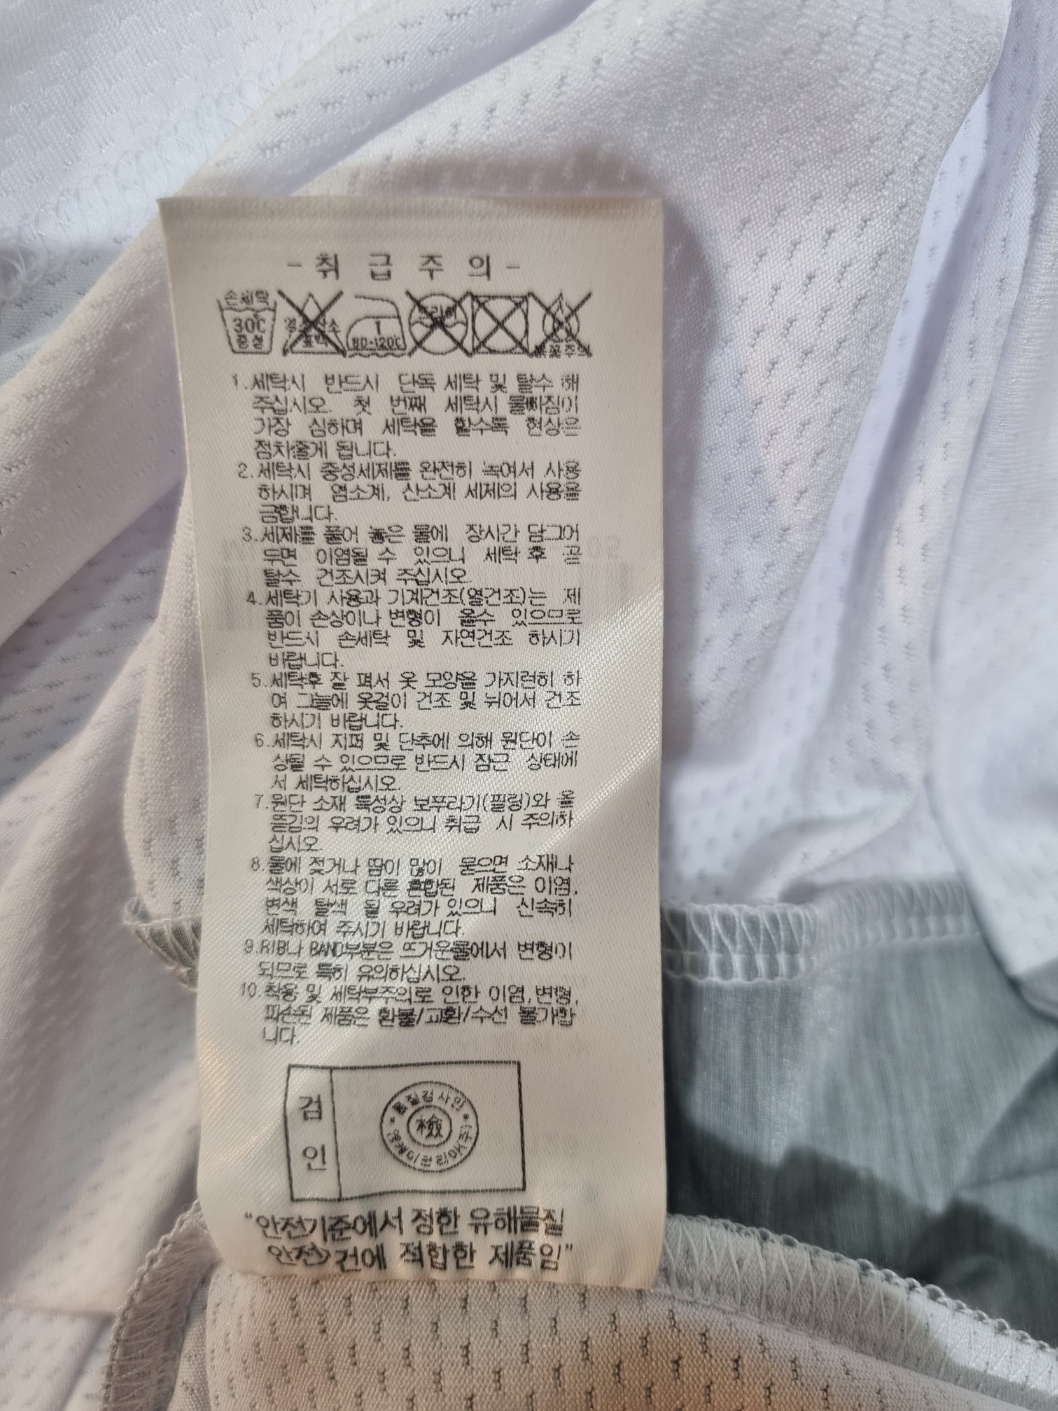 -취 급 주 의-
손세탁
30℃
중성
염소산소
표백
1
80-120℃
드라이
불꽃주의
1.세탁시 반드시 단독 세탁 및 탈수 해
주십시오. 첫 번째 세탁시 물빠짐이
가장 심하며 세탁을 할수록 현상은
점차줄게 됩니다.
2.세탁시 중성세제를 완전히 녹여서 사용
하시며 염소계, 산소계 세제의 사용을
금합니다.
3.세제를 풀어 놓은 물에 장시간 담그어
두면 이염될 수 있으니 세탁 후 곧
탈수 건조시켜 주십시오.
4.세탁기 사용과 기계건조(열건조)는 제
품이 손상이나 변형이 올수 있으므로
반드시 손세탁 및 자연건조 하시기
바랍니다.
5.세탁후 잘 펴서 옷 모양을 가지런히 하
여 그늘에 옷걸이 건조 및 뉘어서 건조
하시기 바랍니다.
6.세탁시 지퍼 및 단추에 의해 원단이 손
상될 수 있으므로 반드시 잠근 상태에
서 세탁하십시오.
7.원단 소재 특성상 보푸라기(필링)와 올
뜯김의 우려가 있으니 취급 시 주의하
십시오.
8.물에 젖거나 땀이 많이 묻으면 소재나
색상이 서로 다른 혼합된 제품은 이염,
변색 탈색 될 우려가 있으니 신속히
세탁하여 주시기 바랍니다.
9.RIB나 BAND부분은 뜨거운물에서 변형이
되므로 특히 유의하십시오.
10.착용 및 세탁부주의로 인한 이염,변형,
파손된 제품은 환불/교환/수선 불가합
니다.
검
인
품질검사인
檢
"안전기준에서 정한 유해물질
안전요건에 적합한 제품임"